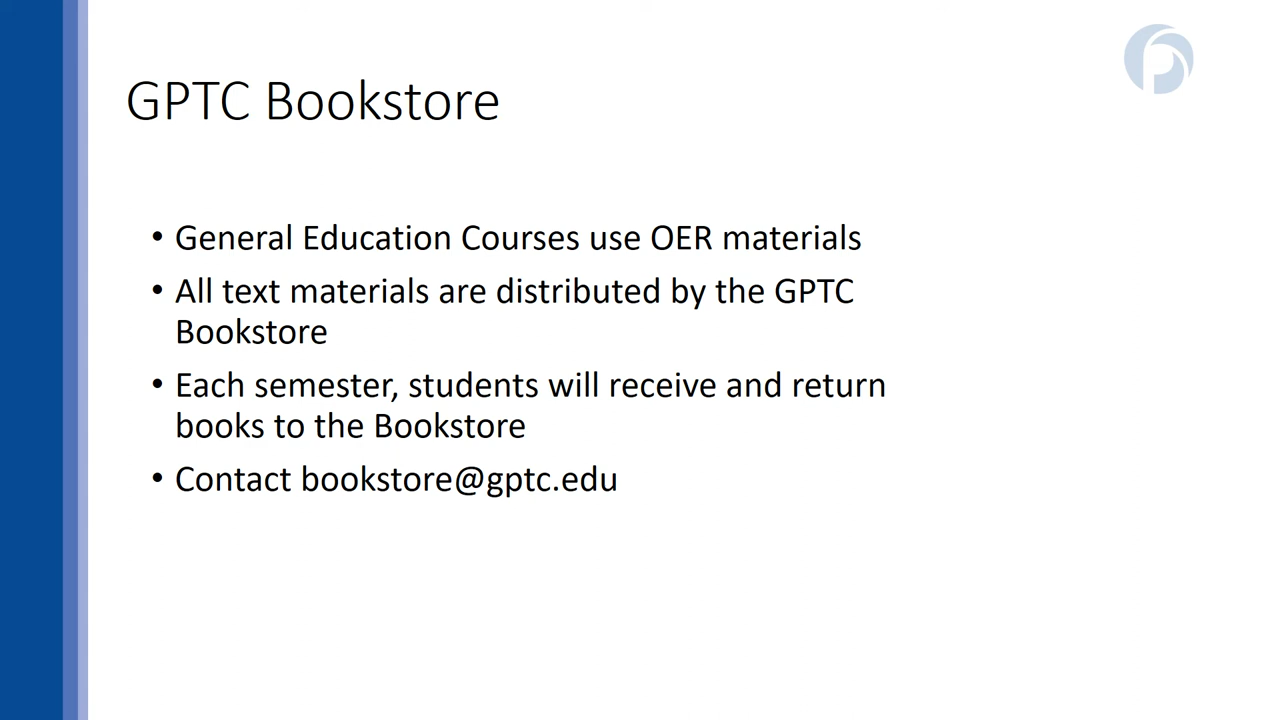 GPTC Bookstore
• General Education Courses use OER materials
• All text materials are distributed by the GPTC
Bookstore
• Each semester, students will receive and return
books to the Bookstore
• Contact bookstore@gptc.edu